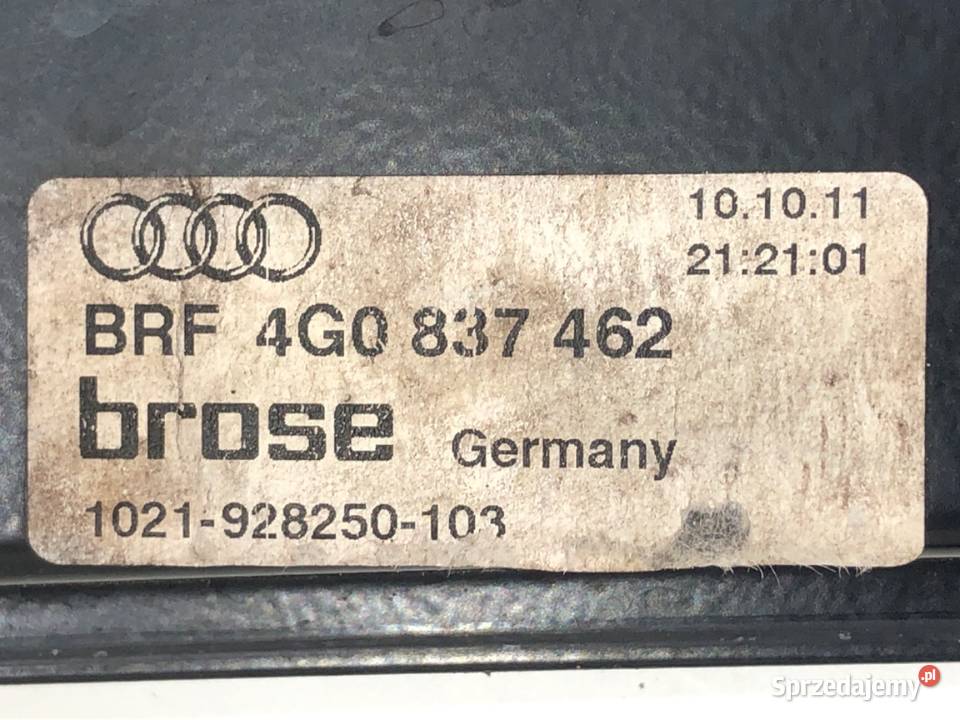 10.10.11
21:21:01
BRF 4G0 837 462
brose Germany
1021-928250-103
Sprzedajemy.pl